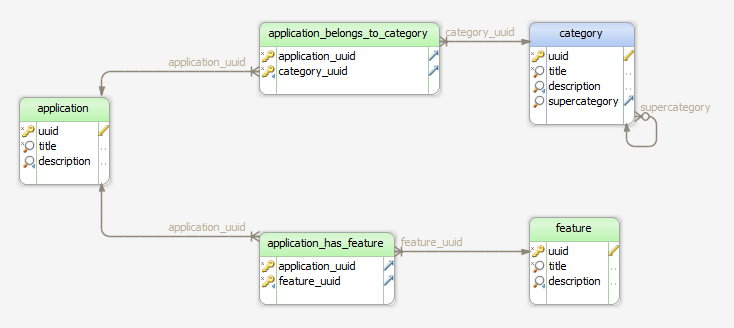 application_belongs_to_category
application_uuid
category_uuid
category_uuid
category
uuid
title
description
supercategory
supercategory
application_uuid
application
uuid
title
description
application_uuid
application_has_feature
application_uuid
feature_uuid
feature_uuid
feature
uuid
title
description